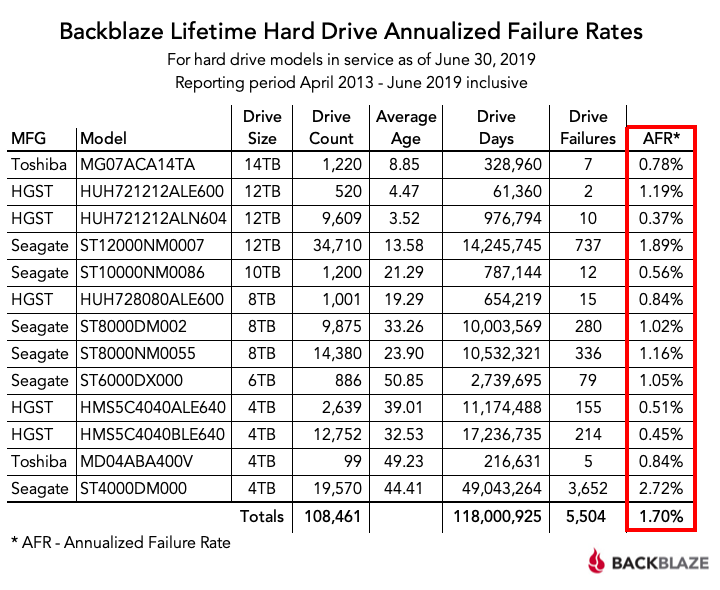 Backblaze Lifetime Hard Drive Annualized Failure Rates
For hard drive models in service as of June 30, 2019
Reporting period April 2013 - June 2019 inclusive
MFG Model Drive Size Drive Count Average Age Drive Days Drive Failures AFR*
Toshiba MG07ACA14TA 14TB 1,220 8.85 328,960 7 0.78%
HGST HUH721212ALE600 12TB 520 4.47 61,360 2 1.19%
HGST HUH721212ALN604 12TB 9,609 3.52 976,794 10 0.37%
Seagate ST12000NM0007 12TB 34,710 13.58 14,245,745 737 1.89%
Seagate ST10000NM0086 10TB 1,200 21.29 787,144 12 0.56%
HGST HUH728080ALE600 8TB 1,001 19.29 654,219 15 0.84%
Seagate ST8000DM002 8TB 9,875 33.26 10,003,569 280 1.02%
Seagate ST8000NM0055 8TB 14,380 23.90 10,532,321 336 1.16%
Seagate ST6000DX000 6TB 886 50.85 2,739,695 79 1.05%
HGST HMS5C4040ALE640 4TB 2,639 39.01 11,174,488 155 0.51%
HGST HMS5C4040BLE640 4TB 12,752 32.53 17,236,735 214 0.45%
Toshiba MD04ABA400V 4TB 99 49.23 216,631 5 0.84%
Seagate ST4000DM000 4TB 19,570 44.41 49,043,264 3,652 2.72%
Totals 108,461 118,000,925 5,504 1.70%
* AFR - Annualized Failure Rate
BACKBLAZE